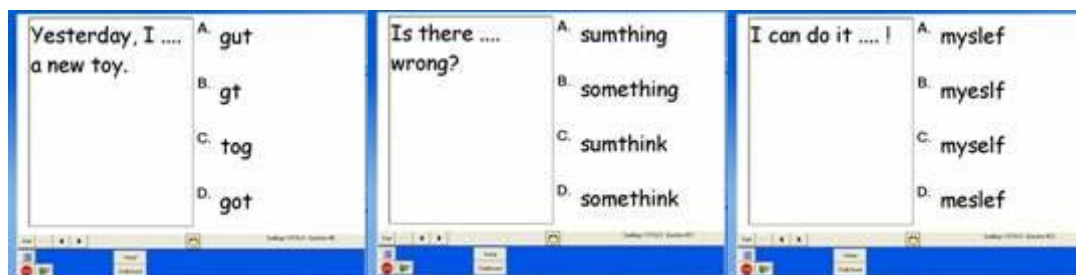 Yesterday, I ....
a new toy.
A. gut
B. gt
C. tog
D. got
Is there ....
wrong?
A. sumthing
B. something
C. sumthink
D. somethink
I can do it .... !
A. myslef
B. myeslf
C. myself
D. meslef